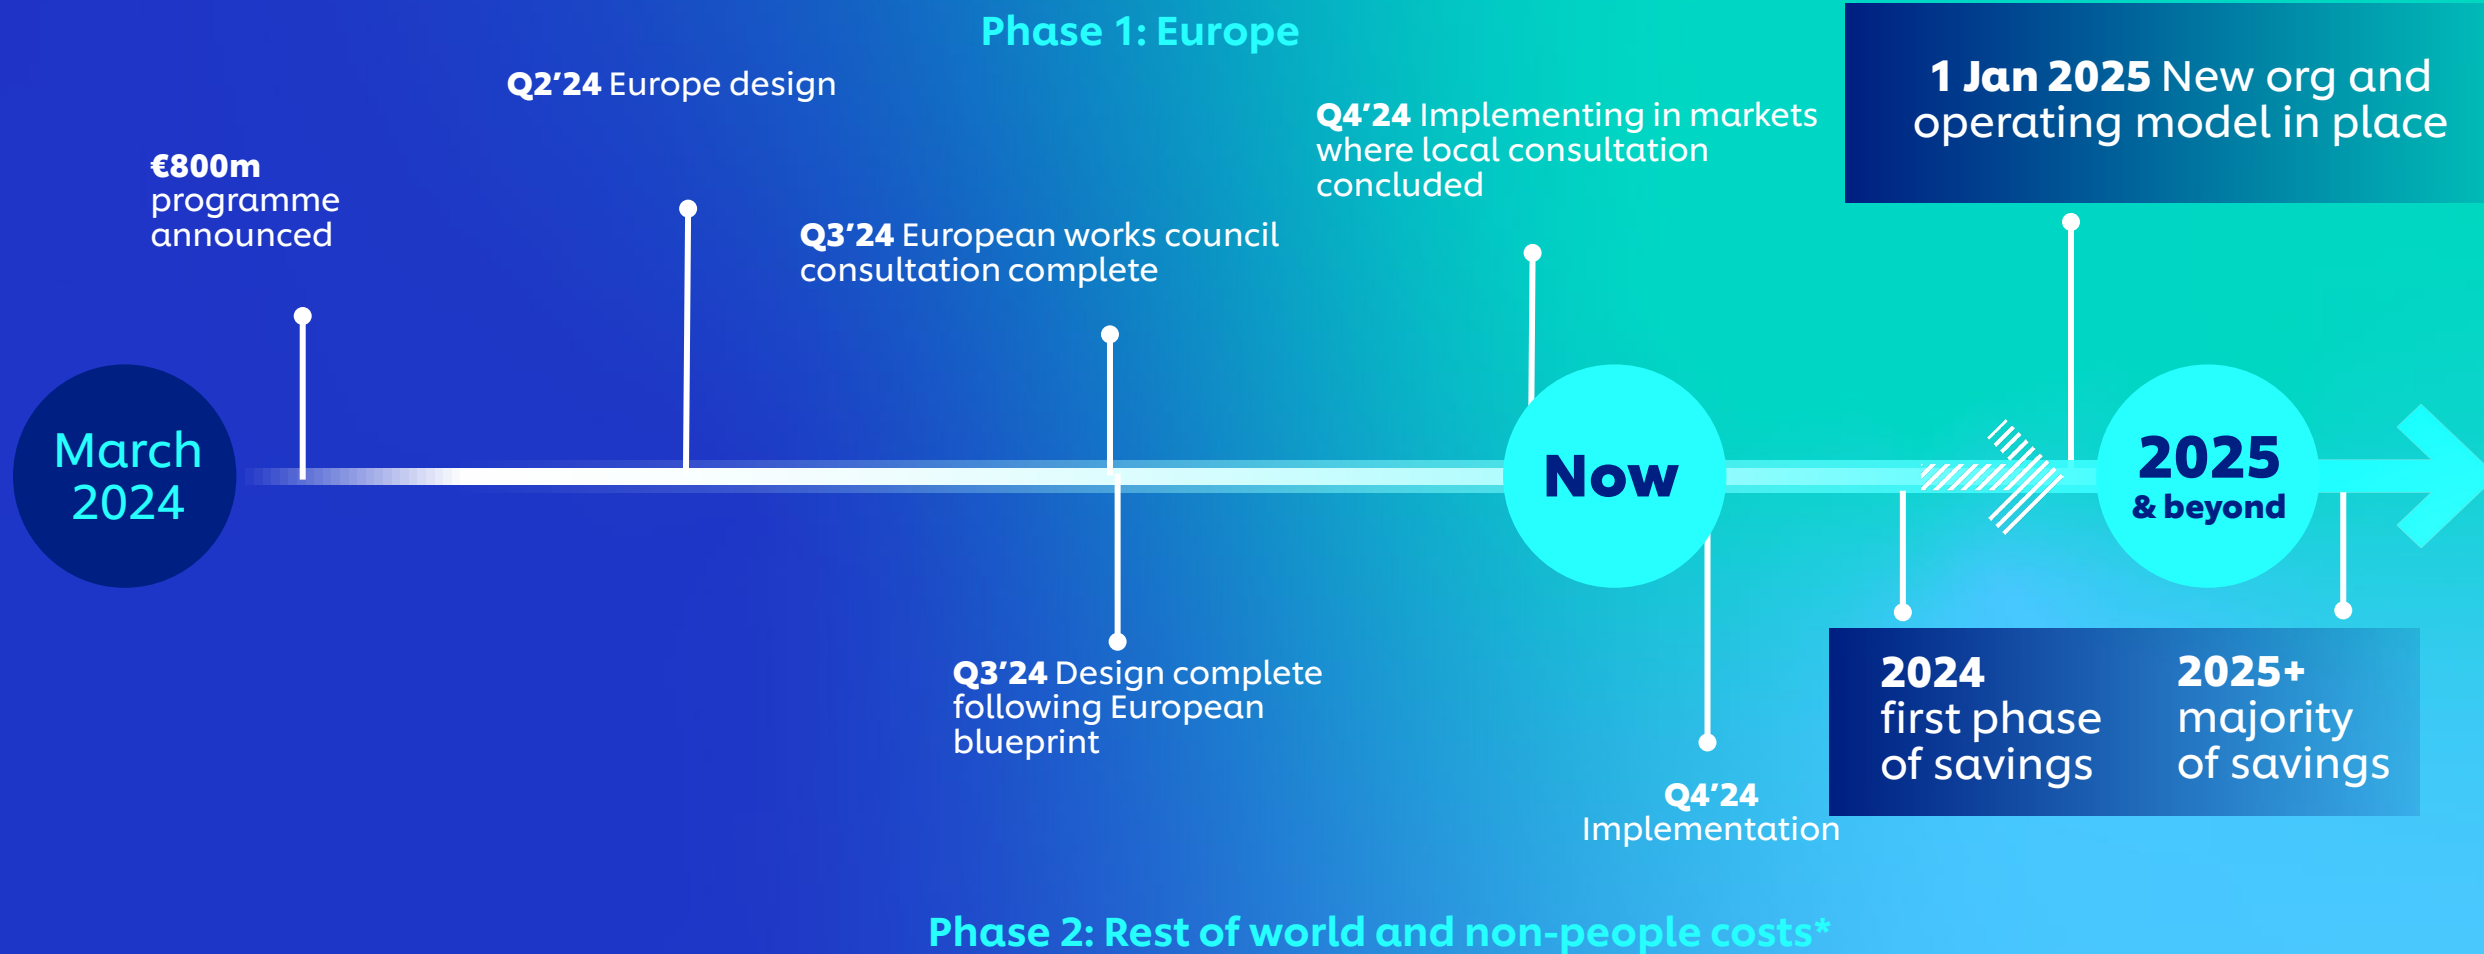 Phase 1: Europe
€800m
programme
announced
Q2’24 Europe design
Q3’24 European works council
consultation complete
Q4’24 Implementing in markets
where local consultation
concluded
1 Jan 2025 New org and
operating model in place
March
2024
Now
2025
& beyond
Q3’24 Design complete
following European
blueprint
Q4’24
Implementation
2024
first phase
of savings
2025+
majority
of savings
Phase 2: Rest of world and non-people costs*